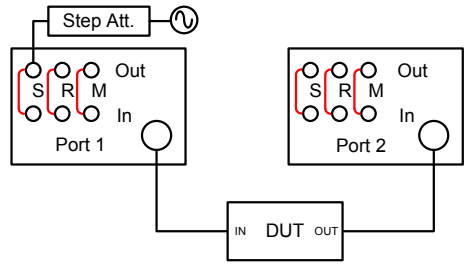 Step Att.
S R M Out
In
Port 1
S R M Out
In
Port 2
IN DUT OUT